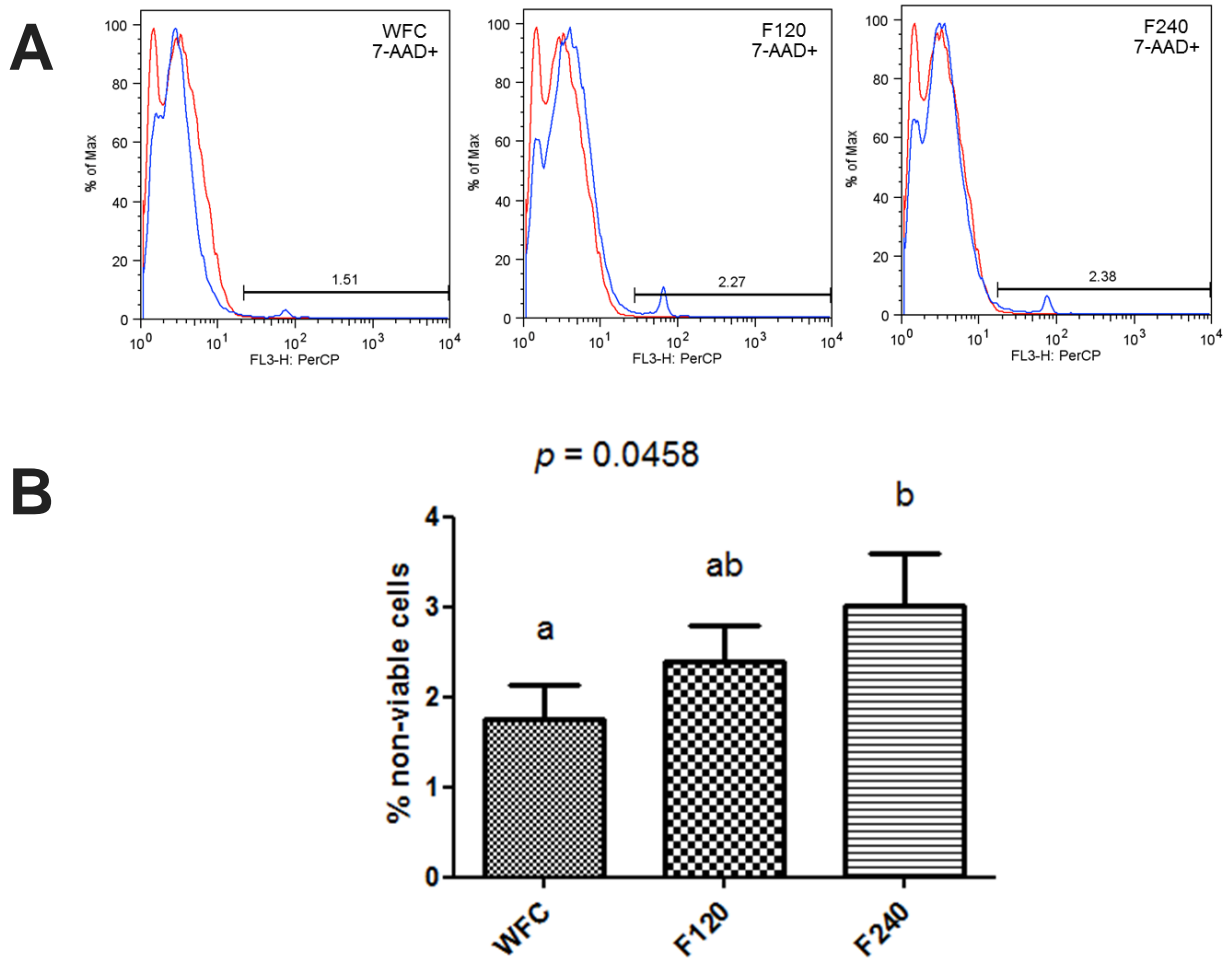 A
WFC
7-AAD+
% of Max
100
80
60
40
20
0
1.51
10^0 10^1 10^2 10^3 10^4
FL3-H: PerCP
F120
7-AAD+
% of Max
100
80
60
40
20
0
2.27
10^0 10^1 10^2 10^3 10^4
FL3-H: PerCP
F240
7-AAD+
% of Max
100
80
60
40
20
0
2.38
10^0 10^1 10^2 10^3 10^4
FL3-H: PerCP
B
p = 0.0458
% non-viable cells
4
3
2
1
0
a
ab
b
WFC
F120
F240